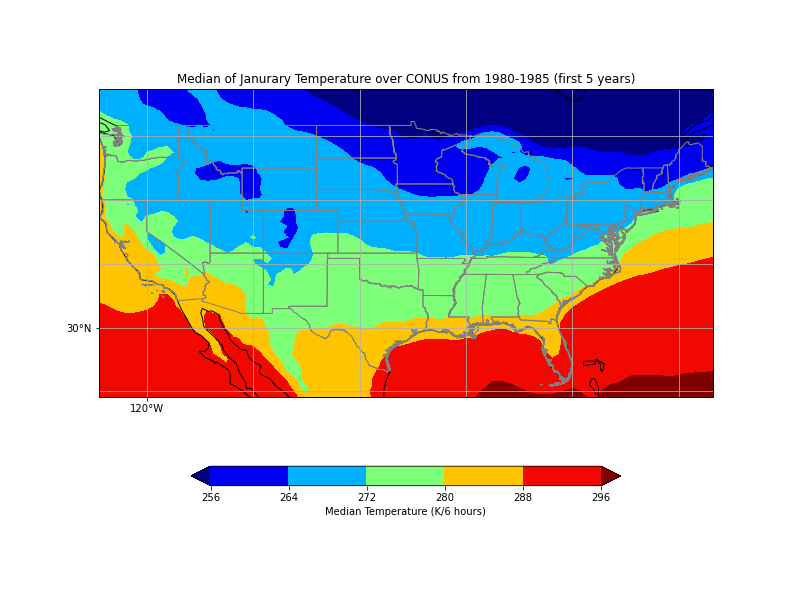 Median of Janurary Temperature over CONUS from 1980-1985 (first 5 years)
30°N
120°W
256 264 272 280 288 296
Median Temperature (K/6 hours)